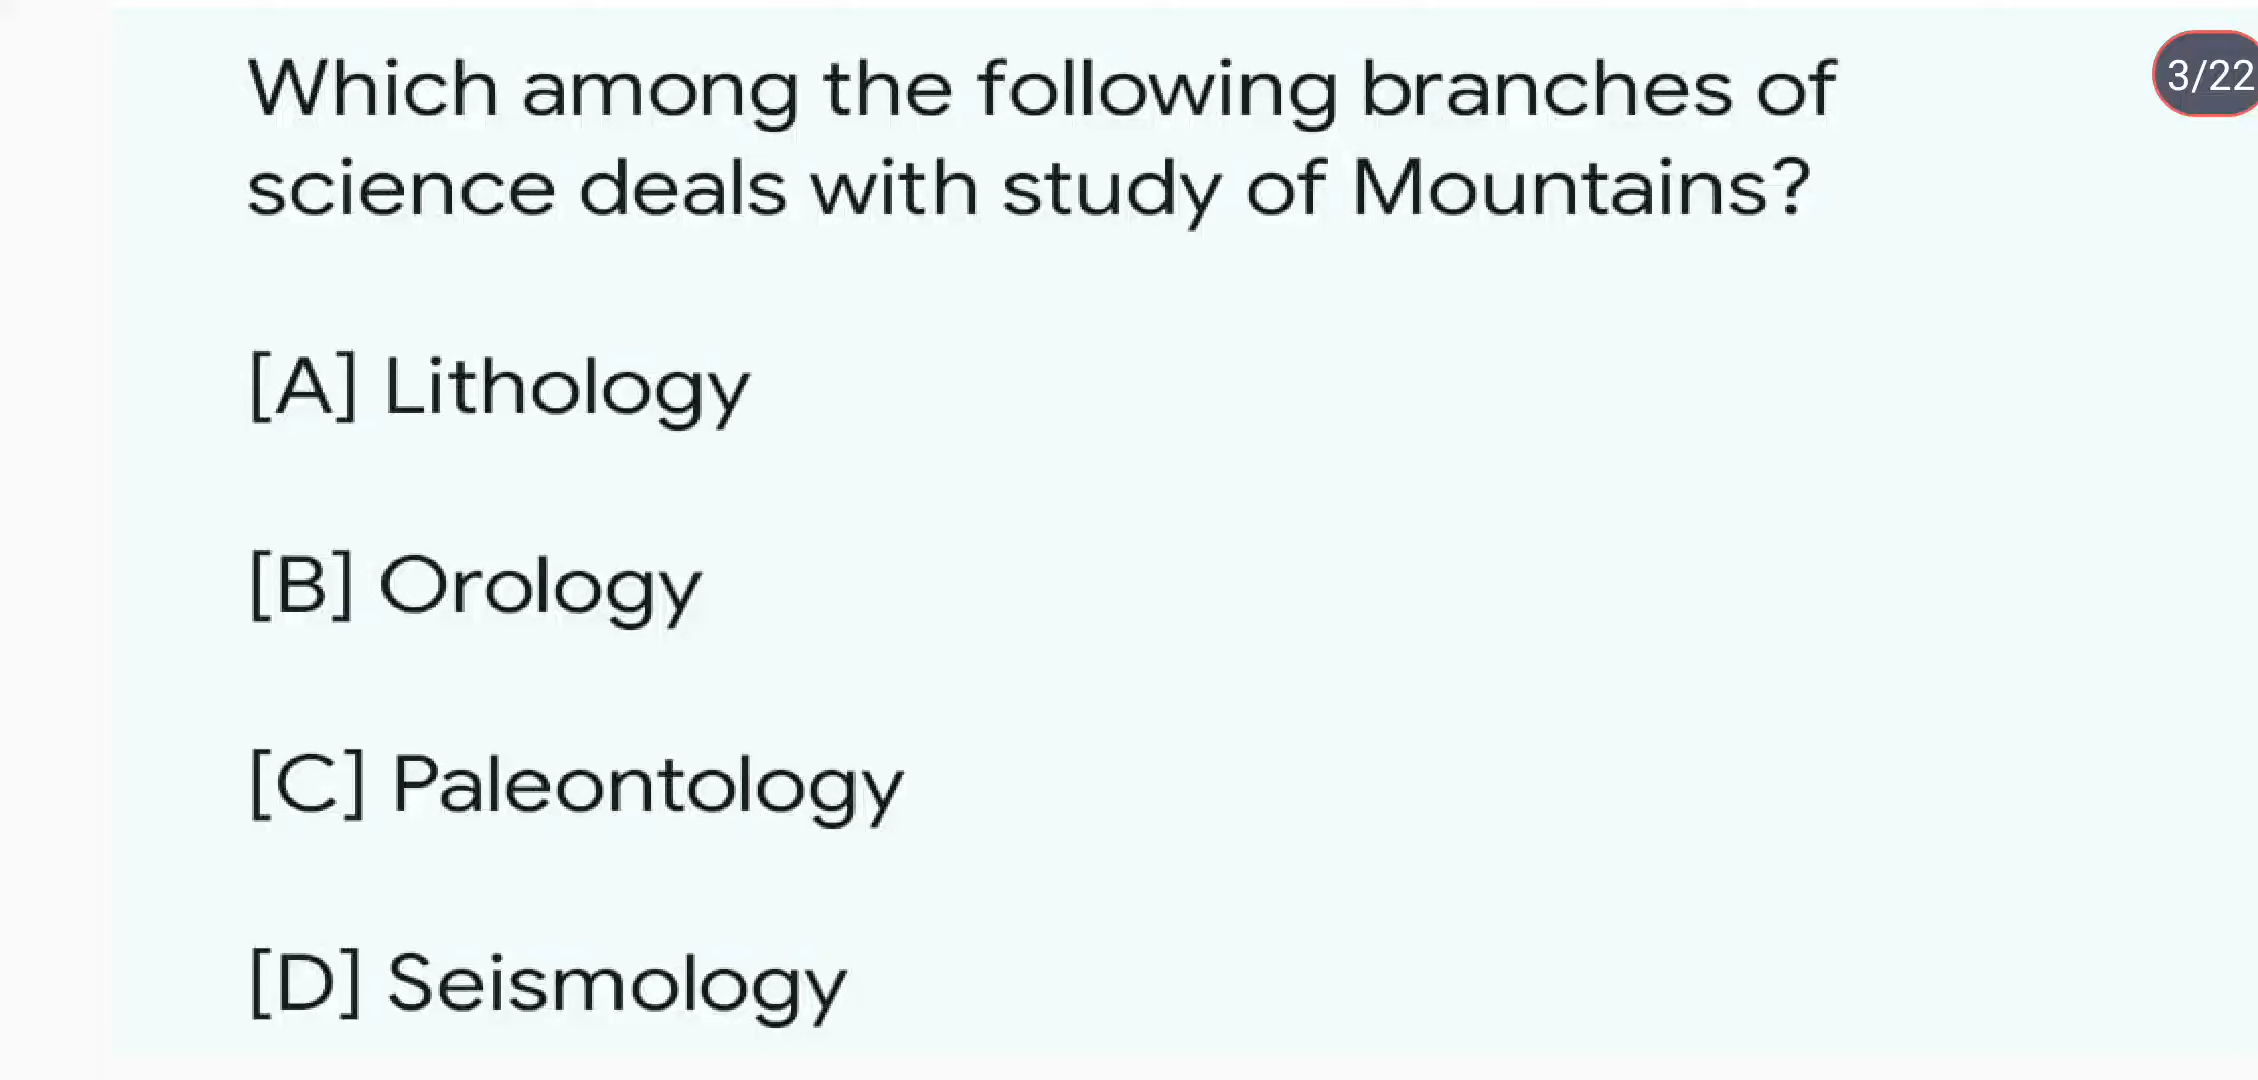 Which among the following branches of
3/22
science deals with study of Mountains?
[A] Lithology
[B] Orology
[C] Paleontology
[D] Seismology